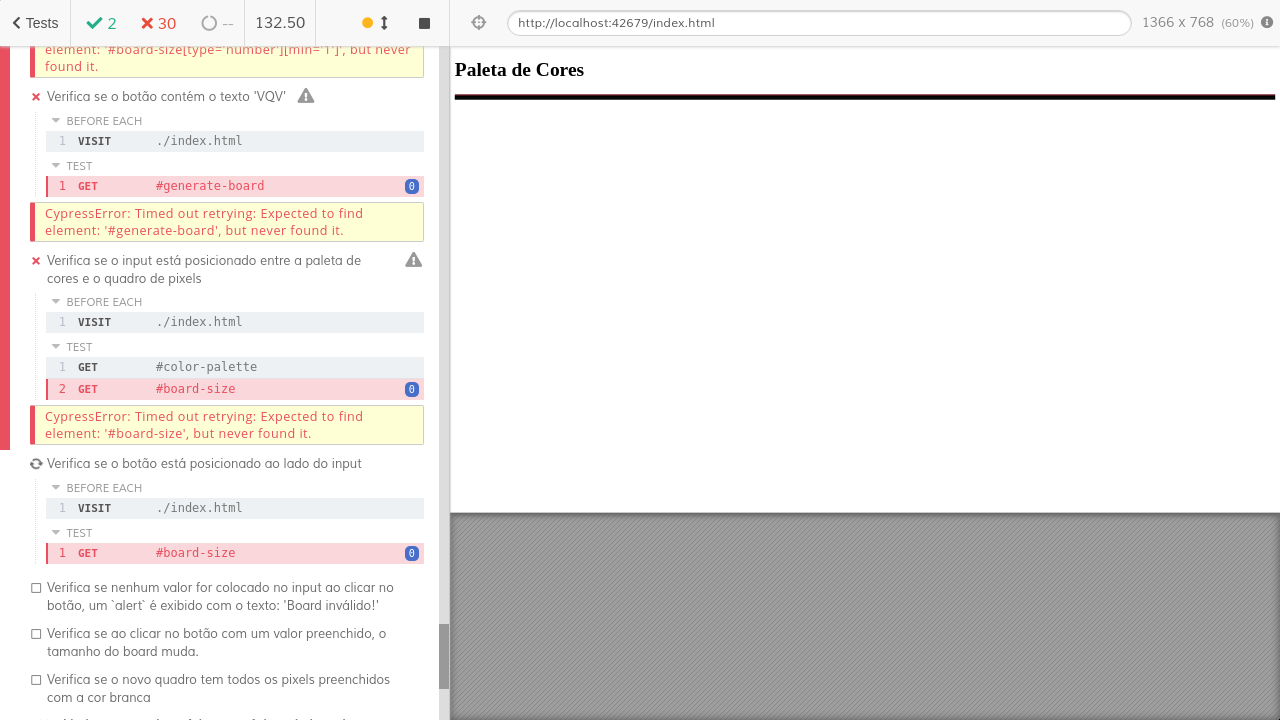 Tests
2
30
--
132.50
http://localhost:42679/index.html
1366 x 768 (60%)
element: '#board-size[type='number'][min='1']', but never
found it.
Verifica se o botão contém o texto 'VQV'
BEFORE EACH
1 VISIT ./index.html
TEST
1 GET #generate-board 0
CypressError: Timed out retrying: Expected to find
element: '#generate-board', but never found it.
Verifica se o input está posicionado entre a paleta de
cores e o quadro de pixels
BEFORE EACH
1 VISIT ./index.html
TEST
1 GET #color-palette
2 GET #board-size 0
CypressError: Timed out retrying: Expected to find
element: '#board-size', but never found it.
Verifica se o botão está posicionado ao lado do input
BEFORE EACH
1 VISIT ./index.html
TEST
1 GET #board-size 0
Verifica se nenhum valor for colocado no input ao clicar no
botão, um `alert` é exibido com o texto: 'Board inválido!'
Verifica se ao clicar no botão com um valor preenchido, o
tamanho do board muda.
Verifica se o novo quadro tem todos os pixels preenchidos
com a cor branca
Paleta de Cores